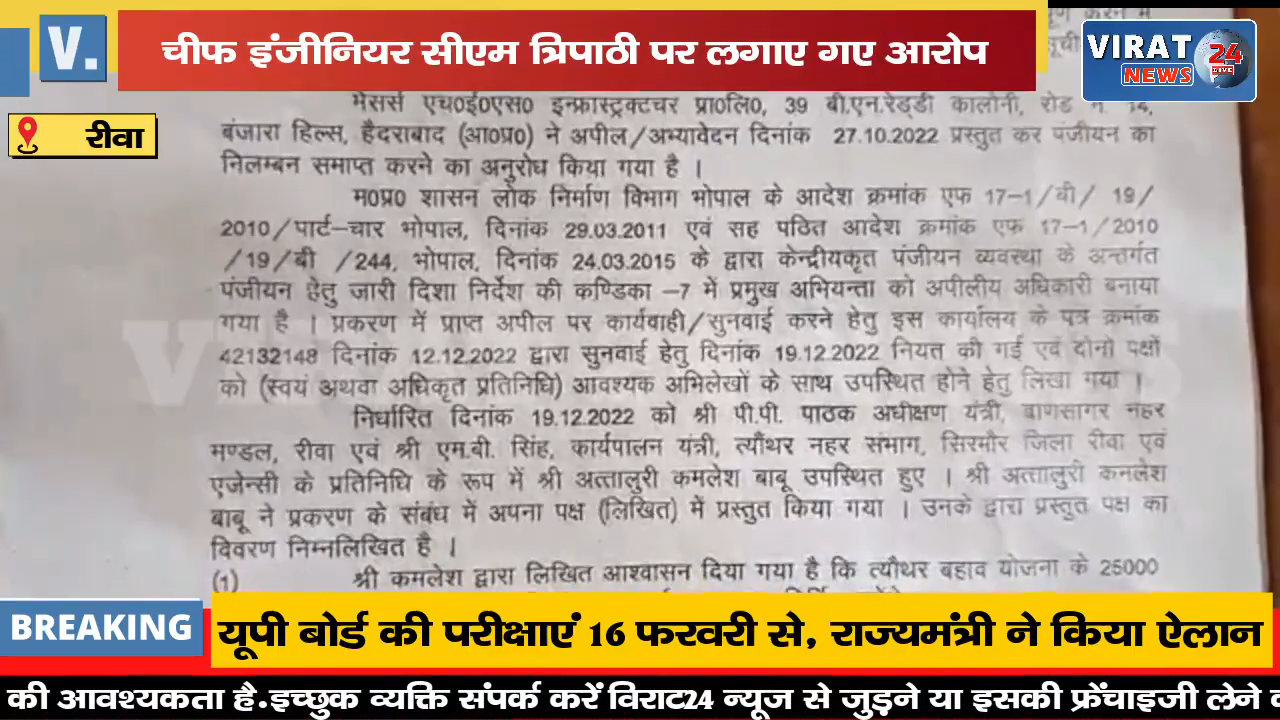 V.
चीफ इंजीनियर सीएम त्रिपाठी पर लगाए गए आरोप
VIRAT 24
NEWS LIVE
रीवा
मेसर्स एच0ई0एस0 इन्फ्रास्ट्रक्टचर प्रा0लि0, 39 बी.एन.रेड्डी कालोनी, रोड नं. 14,
बंजारा हिल्स, हैदराबाद (आ0प्र0) ने अपील/अभ्यावेदन दिनांक 27.10.2022 प्रस्तुत कर पंजीयन का
निलम्बन समाप्त करने का अनुरोध किया गया है ।
म0प्र0 शासन लोक निर्माण विभाग भोपाल के आदेश क्रमांक एफ 17-1/बी/ 19/
2010/पार्ट-चार भोपाल, दिनांक 29.03.2011 एवं सह पठित आदेश क्रमांक एफ 17-1/2010
/19/बी /244, भोपाल, दिनांक 24.03.2015 के द्वारा केन्द्रीयकृत पंजीयन व्यवस्था के अन्तर्गत
पंजीयन हेतु जारी दिशा निर्देश की कण्डिका -7 में प्रमुख अभियन्ता को अपीलीय अधिकारी बनाया
गया है । प्रकरण में प्राप्त अपील पर कार्यवाही/सुनवाई करने हेतु इस कार्यालय के पत्र क्रमांक
42132148 दिनांक 12.12.2022 द्वारा सुनवाई हेतु दिनांक 19.12.2022 नियत की गई एवं दोनो पक्षों
को (स्वयं अथवा अधिकृत प्रतिनिधि) आवश्यक अभिलेखों के साथ उपस्थित होने हेतु लिखा गया ।
निर्धारित दिनांक 19.12.2022 को श्री पी.पी. पाठक अधीक्षण यंत्री, बाणसागर नहर
मण्डल, रीवा एवं श्री एम.बी. सिंह, कार्यपालन यंत्री, त्यौंथर नहर संभाग, सिरमौर जिला रीवा एवं
एजेन्सी के प्रतिनिधि के रूप में श्री अत्तालुरी कमलेश बाबू उपस्थित हुए । श्री अत्तालुरी कमलेश
बाबू ने प्रकरण के संबंध में अपना पक्ष (लिखित) में प्रस्तुत किया गया । उनके द्वारा प्रस्तुत पक्ष का
विवरण निम्नलिखित है ।
(1) श्री कमलेश द्वारा लिखित आश्वासन दिया गया है कि त्यौथर बहाव योजना के 25000
BREAKING यूपी बोर्ड की परीक्षाएं 16 फरवरी से, राज्यमंत्री ने किया ऐलान
की आवश्यकता है.इच्छुक व्यक्ति संपर्क करें विराट24 न्यूज से जुड़ने या इसकी फ्रेंचाइजी लेने